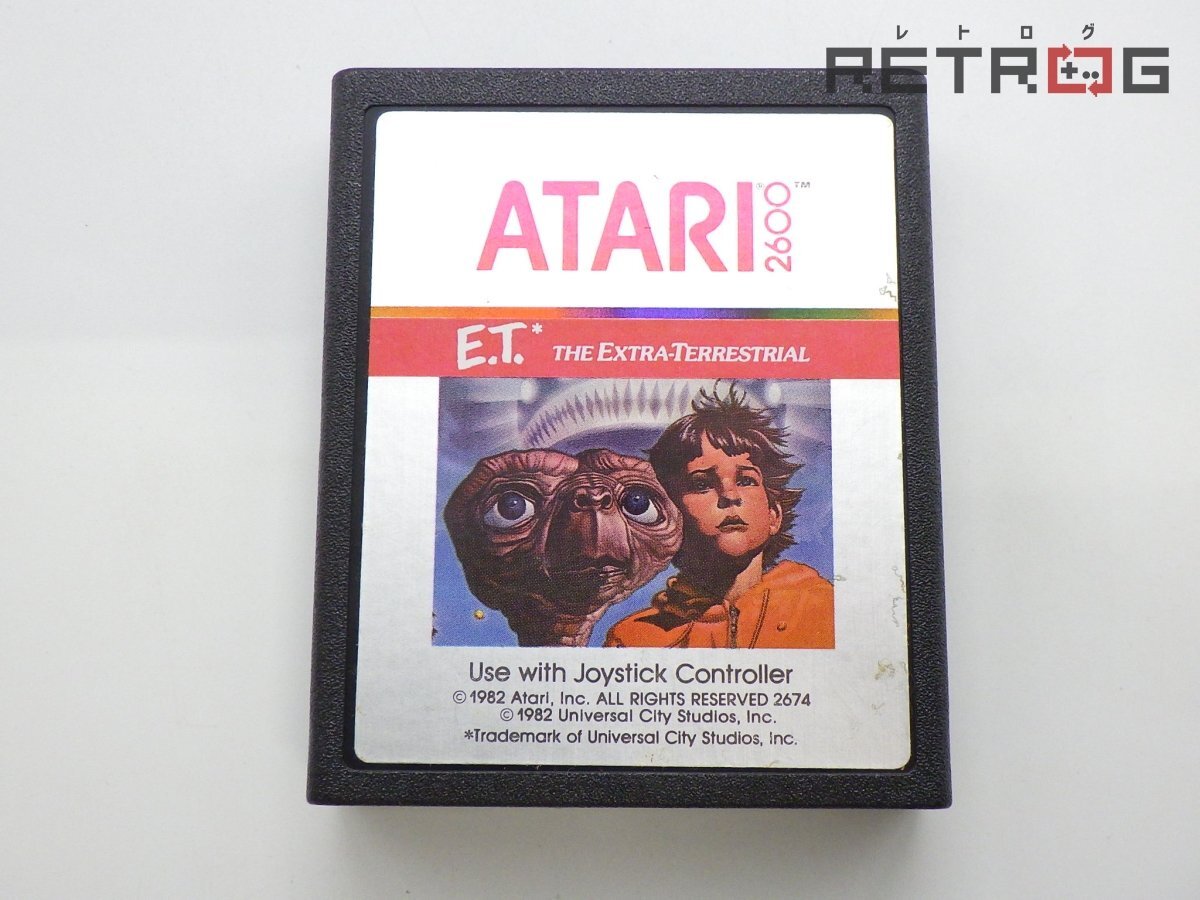 レトログ
RETROG
ATARI® 2600™
E.T.* THE EXTRA-TERRESTRIAL
Use with Joystick Controller
© 1982 Atari, Inc. ALL RIGHTS RESERVED 2674
© 1982 Universal City Studios, Inc.
*Trademark of Universal City Studios, Inc.